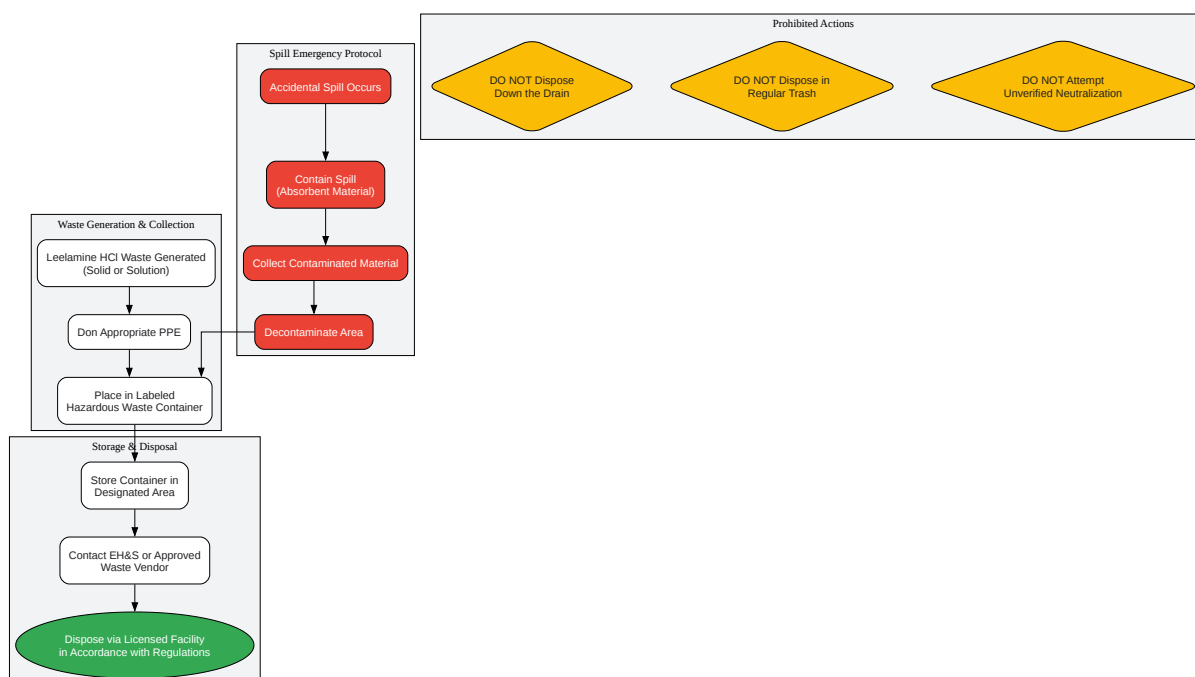 Prohibited Actions
DO NOT Dispose
Down the Drain
DO NOT Dispose in
Regular Trash
DO NOT Attempt
Unverified Neutralization
Spill Emergency Protocol
Accidental Spill Occurs
Contain Spill
(Absorbent Material)
Collect Contaminated Material
Decontaminate Area
Waste Generation & Collection
Leelamine HCl Waste Generated
(Solid or Solution)
Don Appropriate PPE
Place in Labeled
Hazardous Waste Container
Storage & Disposal
Store Container in
Designated Area
Contact EH&S or Approved
Waste Vendor
Dispose via Licensed Facility
in Accordance with Regulations